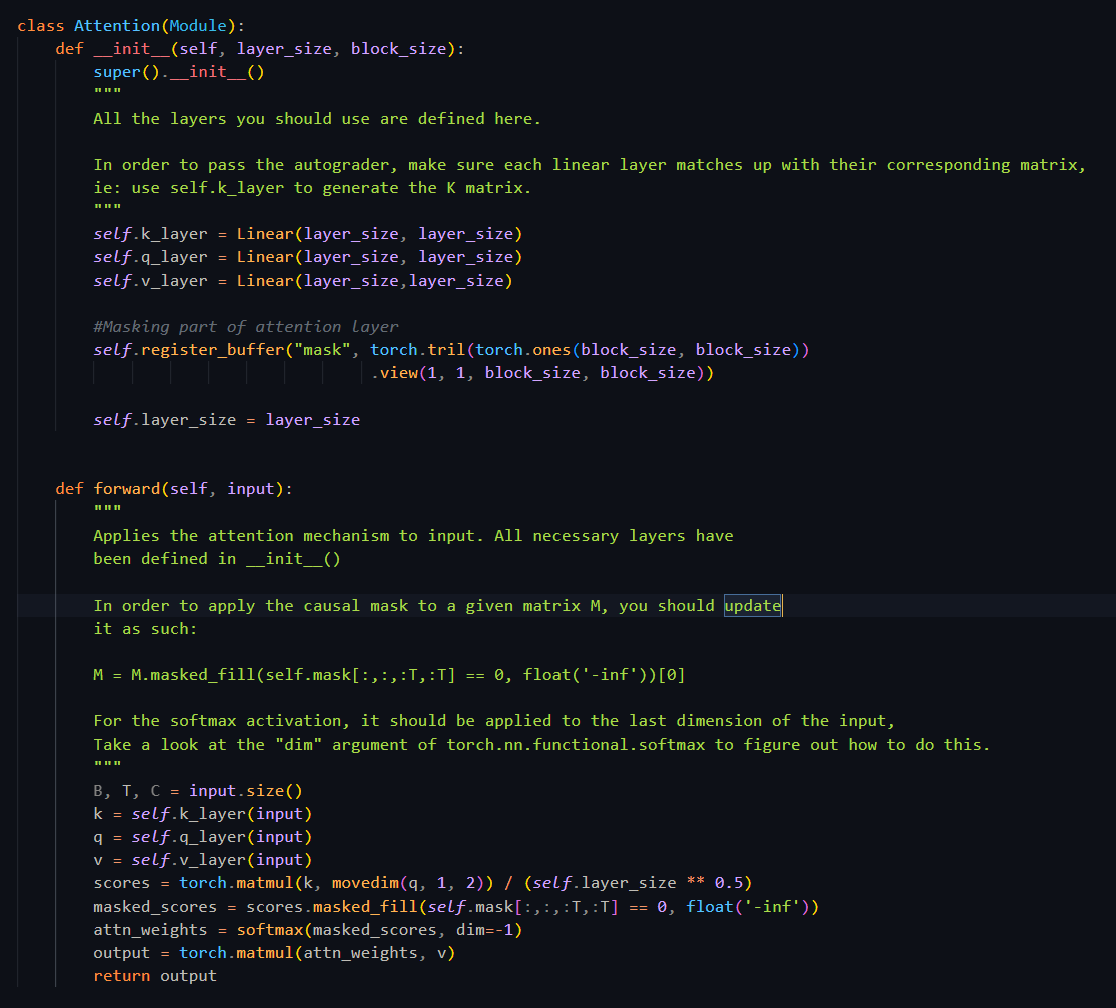 class Attention(Module):
    def __init__(self, layer_size, block_size):
        super().__init__()
        """
        All the layers you should use are defined here.

        In order to pass the autograder, make sure each linear layer matches up with their corresponding matrix,
        ie: use self.k_layer to generate the K matrix.
        """
        self.k_layer = Linear(layer_size, layer_size)
        self.q_layer = Linear(layer_size, layer_size)
        self.v_layer = Linear(layer_size,layer_size)

        #Masking part of attention layer
        self.register_buffer("mask", torch.tril(torch.ones(block_size, block_size))
                                     .view(1, 1, block_size, block_size))

        self.layer_size = layer_size


    def forward(self, input):
        """
        Applies the attention mechanism to input. All necessary layers have
        been defined in __init__()

        In order to apply the causal mask to a given matrix M, you should update
        it as such:

        M = M.masked_fill(self.mask[:,:,:T,:T] == 0, float('-inf'))[0]

        For the softmax activation, it should be applied to the last dimension of the input,
        Take a look at the "dim" argument of torch.nn.functional.softmax to figure out how to do this.
        """
        B, T, C = input.size()
        k = self.k_layer(input)
        q = self.q_layer(input)
        v = self.v_layer(input)
        scores = torch.matmul(k, movedim(q, 1, 2)) / (self.layer_size ** 0.5)
        masked_scores = scores.masked_fill(self.mask[:,:,:T,:T] == 0, float('-inf'))
        attn_weights = softmax(masked_scores, dim=-1)
        output = torch.matmul(attn_weights, v)
        return output